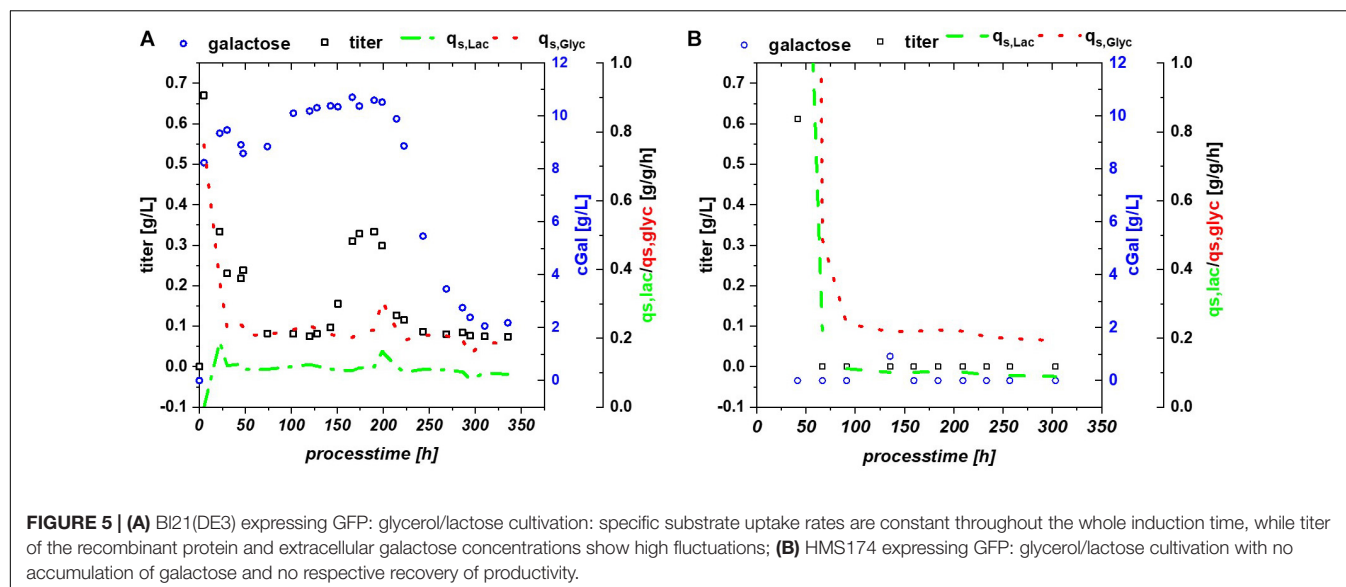 A
galactose titer qs,Lac qs,Glyc
titer [g/L]
0.7
0.6
0.5
0.4
0.3
0.2
0.1
0.0
-0.1
0 50 100 150 200 250 300 350
processtime [h]
12
10
8
6
4
2
0
cGal [g/L]
1.0
0.8
0.6
0.4
0.2
0.0
qs,lac/qs,glyc [g/g/h]
B
galactose titer qs,Lac qs,Glyc
titer [g/L]
0.7
0.6
0.5
0.4
0.3
0.2
0.1
0.0
-0.1
0 50 100 150 200 250 300 350
processtime [h]
12
10
8
6
4
2
0
cGal [g/L]
1.0
0.8
0.6
0.4
0.2
0.0
qs,lac/qs,glyc [g/g/h]
FIGURE 5 | (A) Bl21(DE3) expressing GFP: glycerol/lactose cultivation: specific substrate uptake rates are constant throughout the whole induction time, while titer
of the recombinant protein and extracellular galactose concentrations show high fluctuations; (B) HMS174 expressing GFP: glycerol/lactose cultivation with no
accumulation of galactose and no respective recovery of productivity.